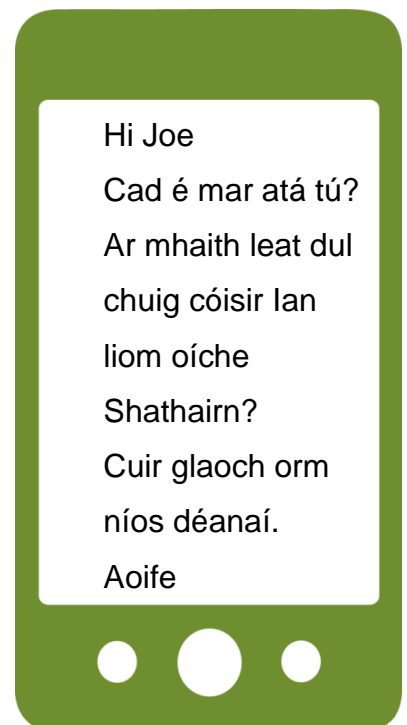 Hi Joe
Cad é mar atá tú?
Ar mhaith leat dul
chuig cóisir Ian
liom oíche
Shathairn?
Cuir glaoch orm
níos déanaí.
Aoife